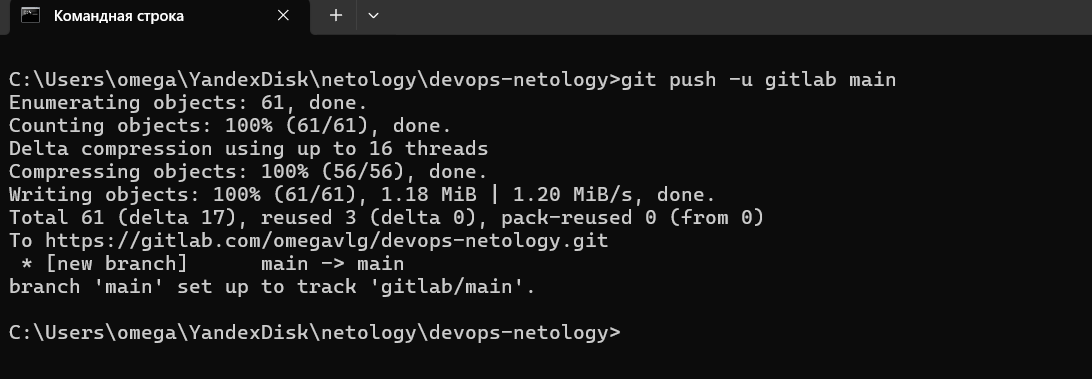 Командная строка
C:\Users\omega\YandexDisk\netology\devops-netology>git push -u gitlab main
Enumerating objects: 61, done.
Counting objects: 100% (61/61), done.
Delta compression using up to 16 threads
Compressing objects: 100% (56/56), done.
Writing objects: 100% (61/61), 1.18 MiB | 1.20 MiB/s, done.
Total 61 (delta 17), reused 3 (delta 0), pack-reused 0 (from 0)
To https://gitlab.com/omegavlg/devops-netology.git
 * [new branch]      main -> main
branch 'main' set up to track 'gitlab/main'.
C:\Users\omega\YandexDisk\netology\devops-netology>